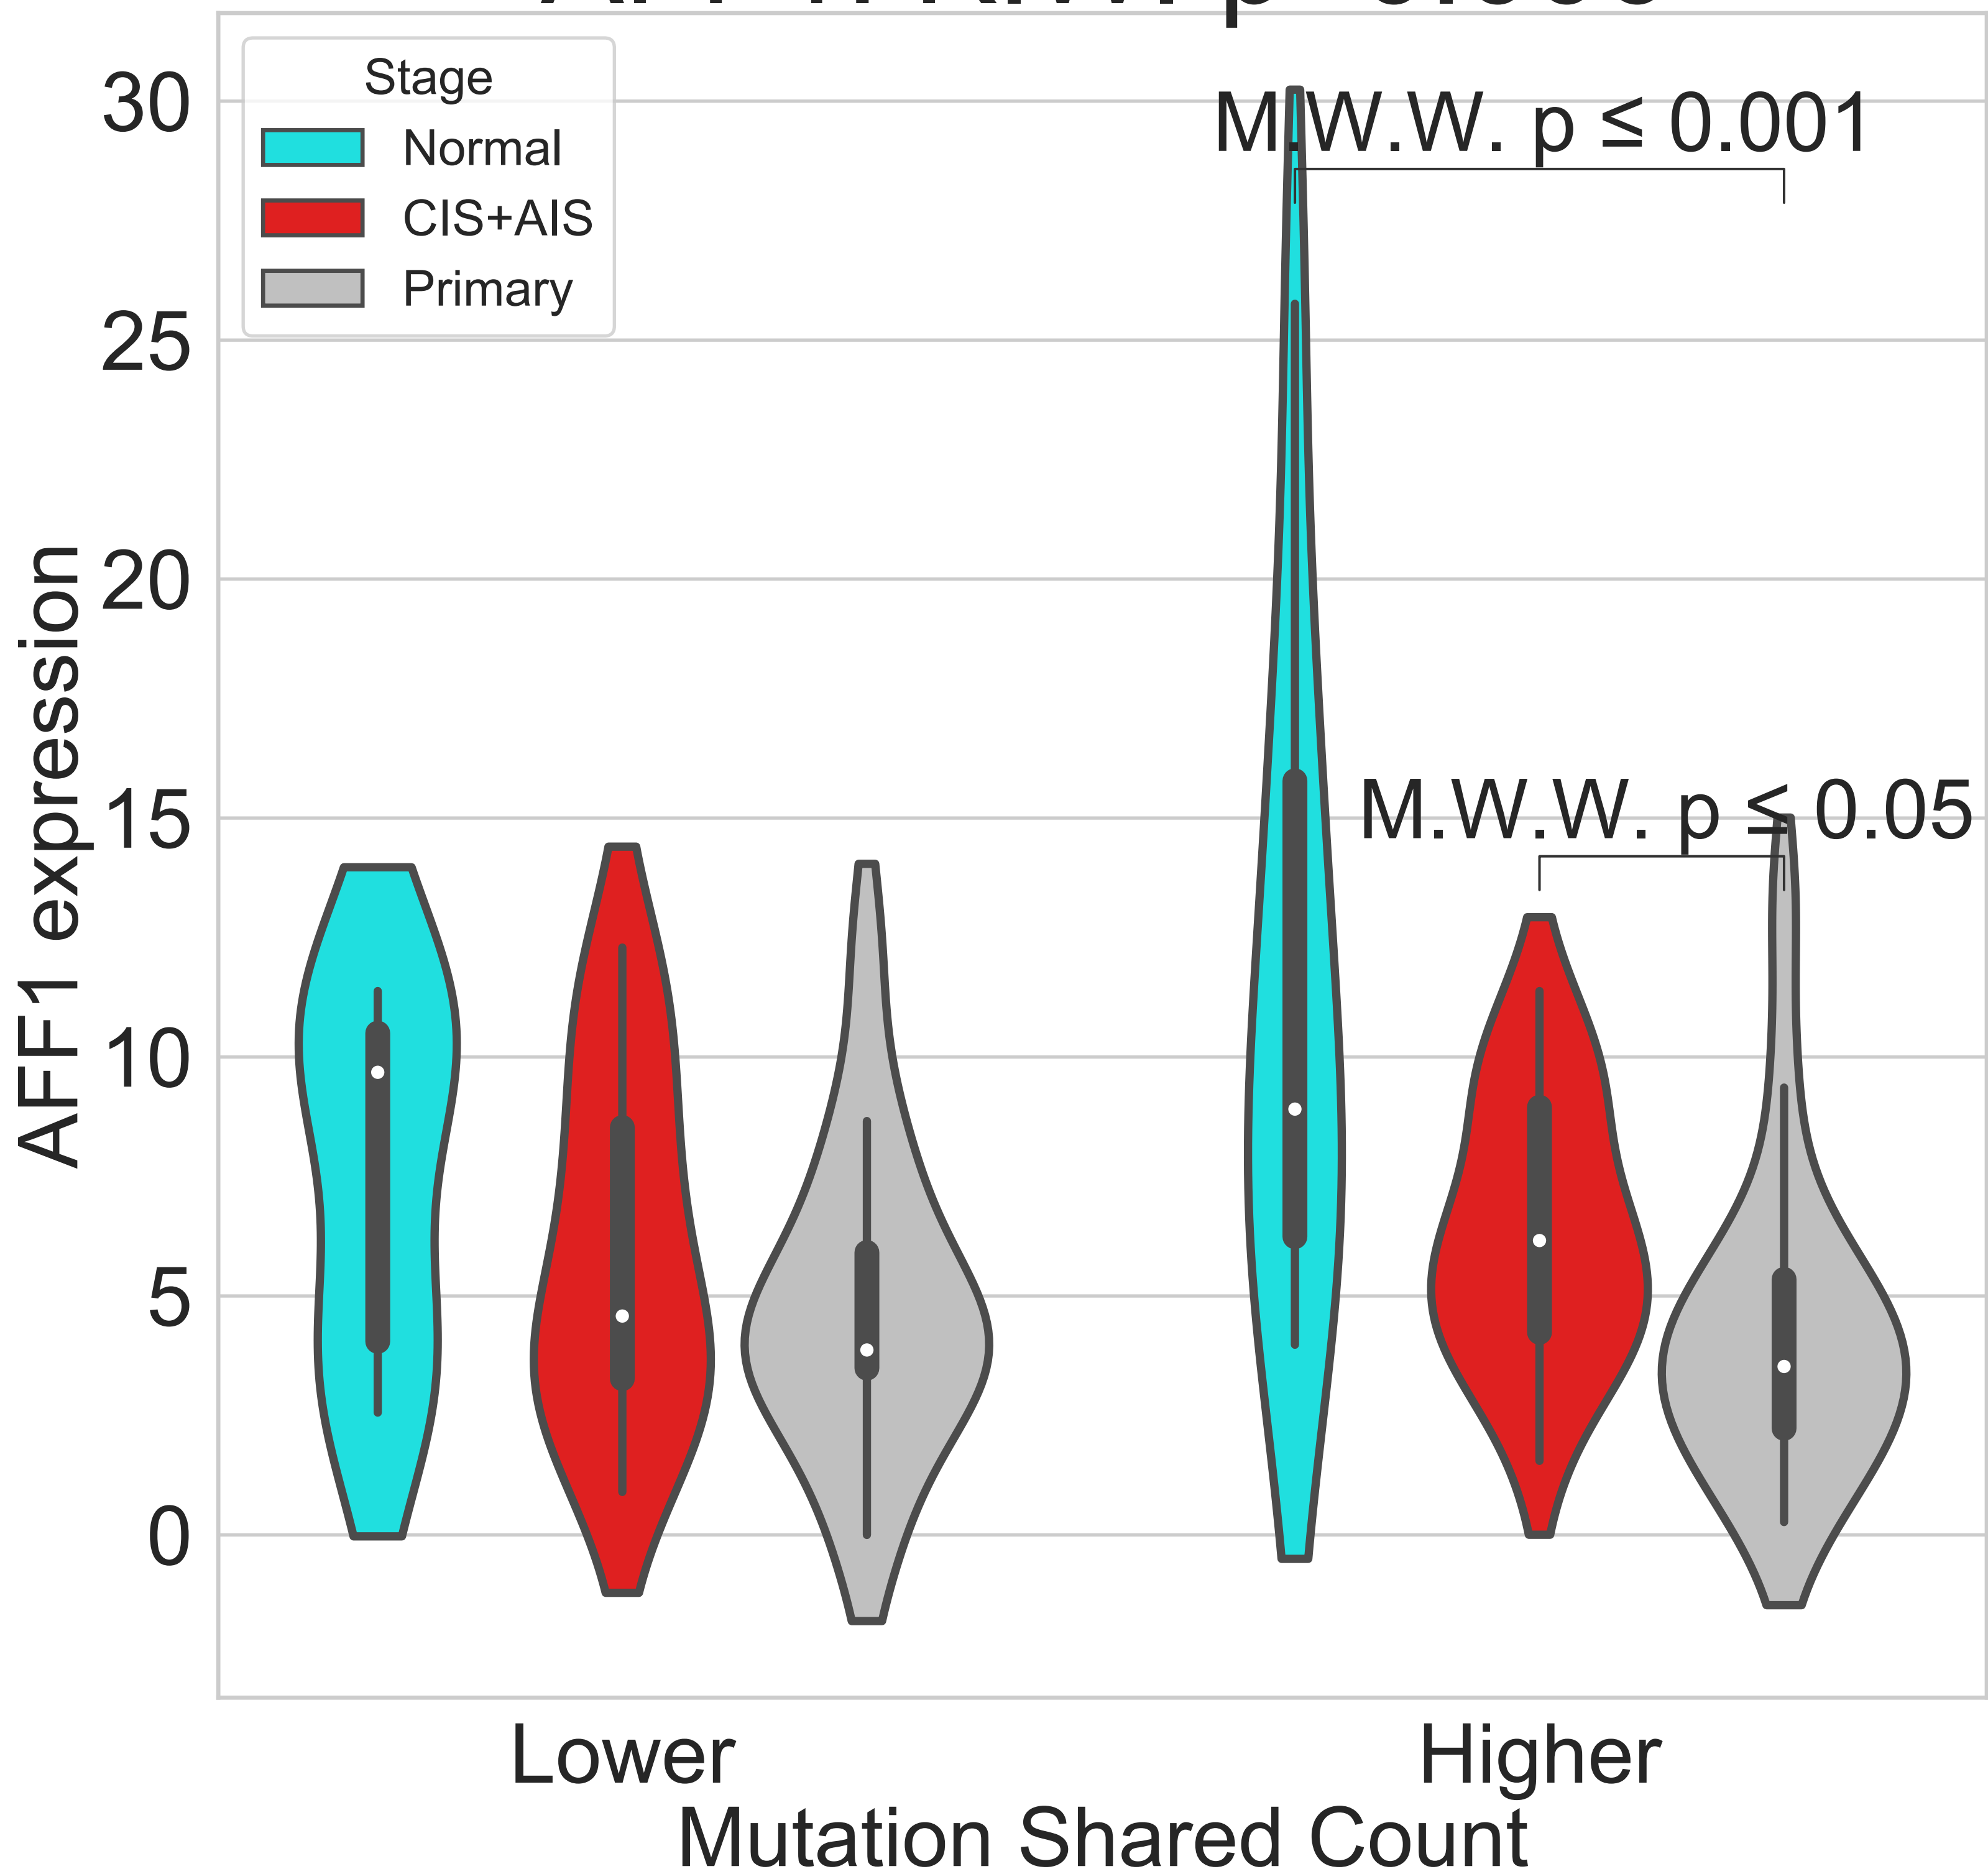 Stage
Normal
CIS+AIS
Primary
M.W.W. p ≤ 0.001
M.W.W. p ≤ 0.05
30
25
20
15
10
5
0
AFF1 expression
Lower
Higher
Mutation Shared Count